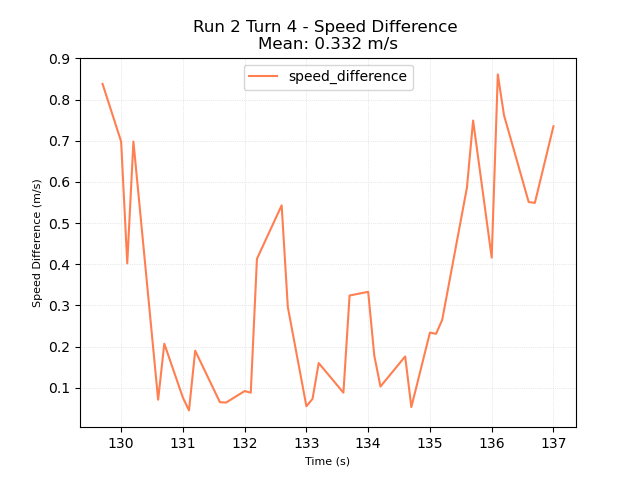 Run 2 Turn 4 - Speed Difference
Mean: 0.332 m/s
speed_difference
Speed Difference (m/s)
0.9
0.8
0.7
0.6
0.5
0.4
0.3
0.2
0.1
130 131 132 133 134 135 136 137
Time (s)